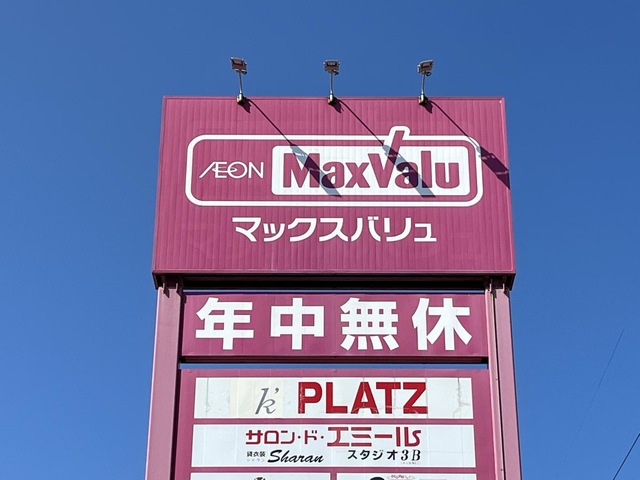 ÆON MaxValu
マックスバリュ
年中無休
k' PLATZ
サロン・ド・エミール
貸衣裳 Sharan スタジオ3B